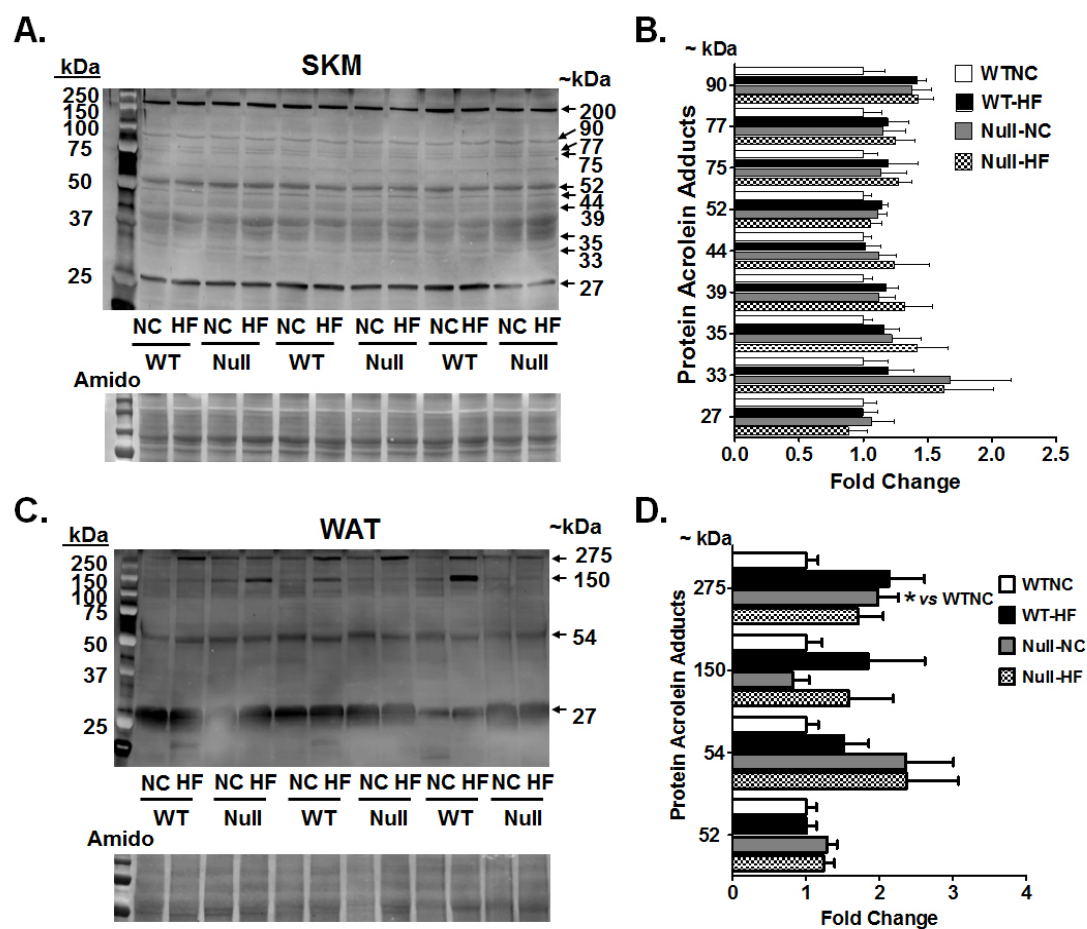 A.
kDa
SKM
~kDa
250
150
100
75
50
37
25
200
90
77
75
52
44
39
35
33
27
NC HF NC HF NC HF NC HF NC HF NC HF
WT Null WT Null WT Null
Amido
B.
~ kDa
Protein Acrolein Adducts
90
77
75
52
44
39
35
33
27
0.0 0.5 1.0 1.5 2.0 2.5
Fold Change
WTNC
WT-HF
Null-NC
Null-HF
C.
kDa
WAT
~kDa
250
150
100
75
50
37
25
275
150
54
27
NC HF NC HF NC HF NC HF NC HF NC HF
WT Null WT Null WT Null
Amido
D.
~ kDa
Protein Acrolein Adducts
275
150
54
52
* vs WTNC
0 1 2 3 4
Fold Change
WTNC
WT-HF
Null-NC
Null-HF